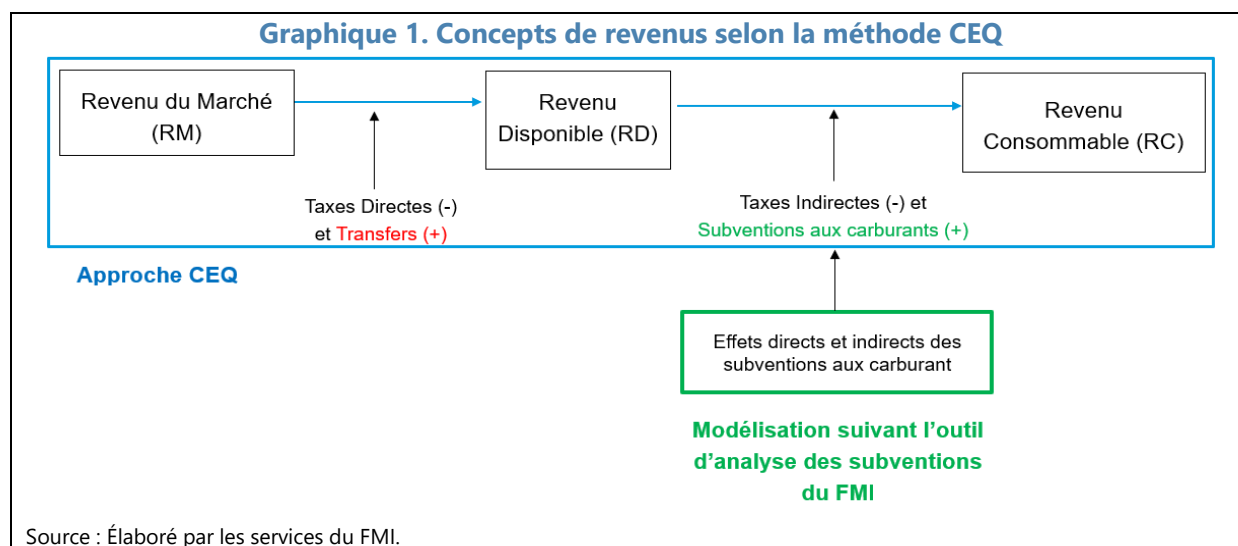 Graphique 1. Concepts de revenus selon la méthode CEQ
Revenu du Marché
(RM)
Revenu
Disponible (RD)
Revenu
Consommable (RC)
Taxes Directes (-)
et Transfers (+)
Taxes Indirectes (-) et
Subventions aux carburants (+)
Approche CEQ
Effets directs et indirects des
subventions aux carburant
Modélisation suivant l'outil
d'analyse des subventions
du FMI
Source : Élaboré par les services du FMI.